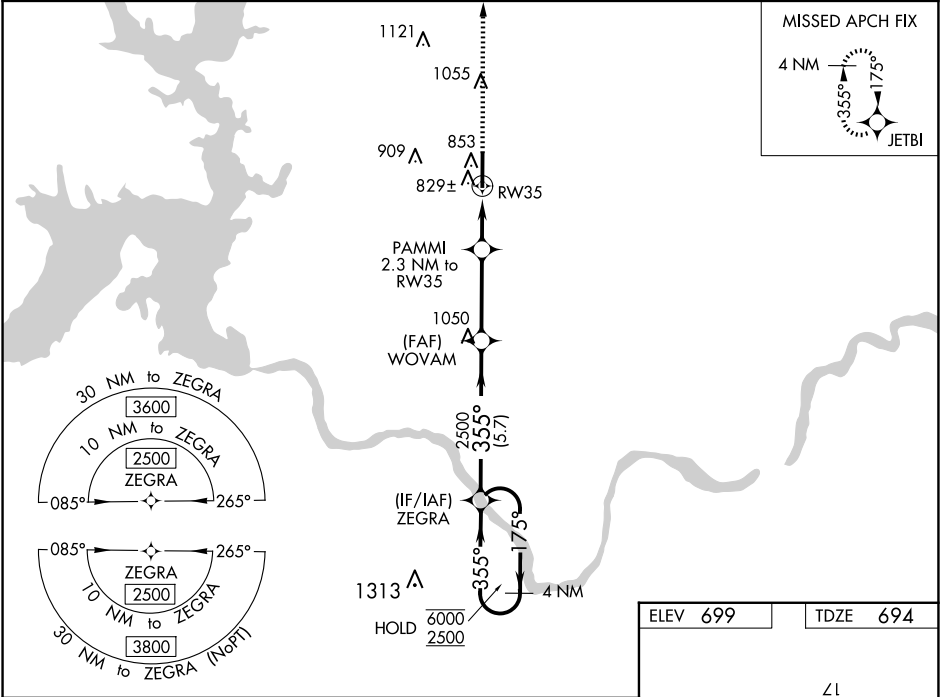 MISSED APCH FIX
4 NM
355°
175°
JETBI
1121
1055
909
853
829±
RW35
PAMMI
2.3 NM to
RW35
1050
(FAF)
WOVAM
2500
355°
(5.7)
(IF/IAF)
ZEGRA
355°
175°
1313
4 NM
HOLD
6000
2500
30 NM to ZEGRA
3600
10 NM to ZEGRA
2500
ZEGRA
085°
265°
085°
265°
ZEGRA
2500
10 NM to ZEGRA
3800
30 NM to ZEGRA (NoPT)
ELEV 699
TDZE 694
17